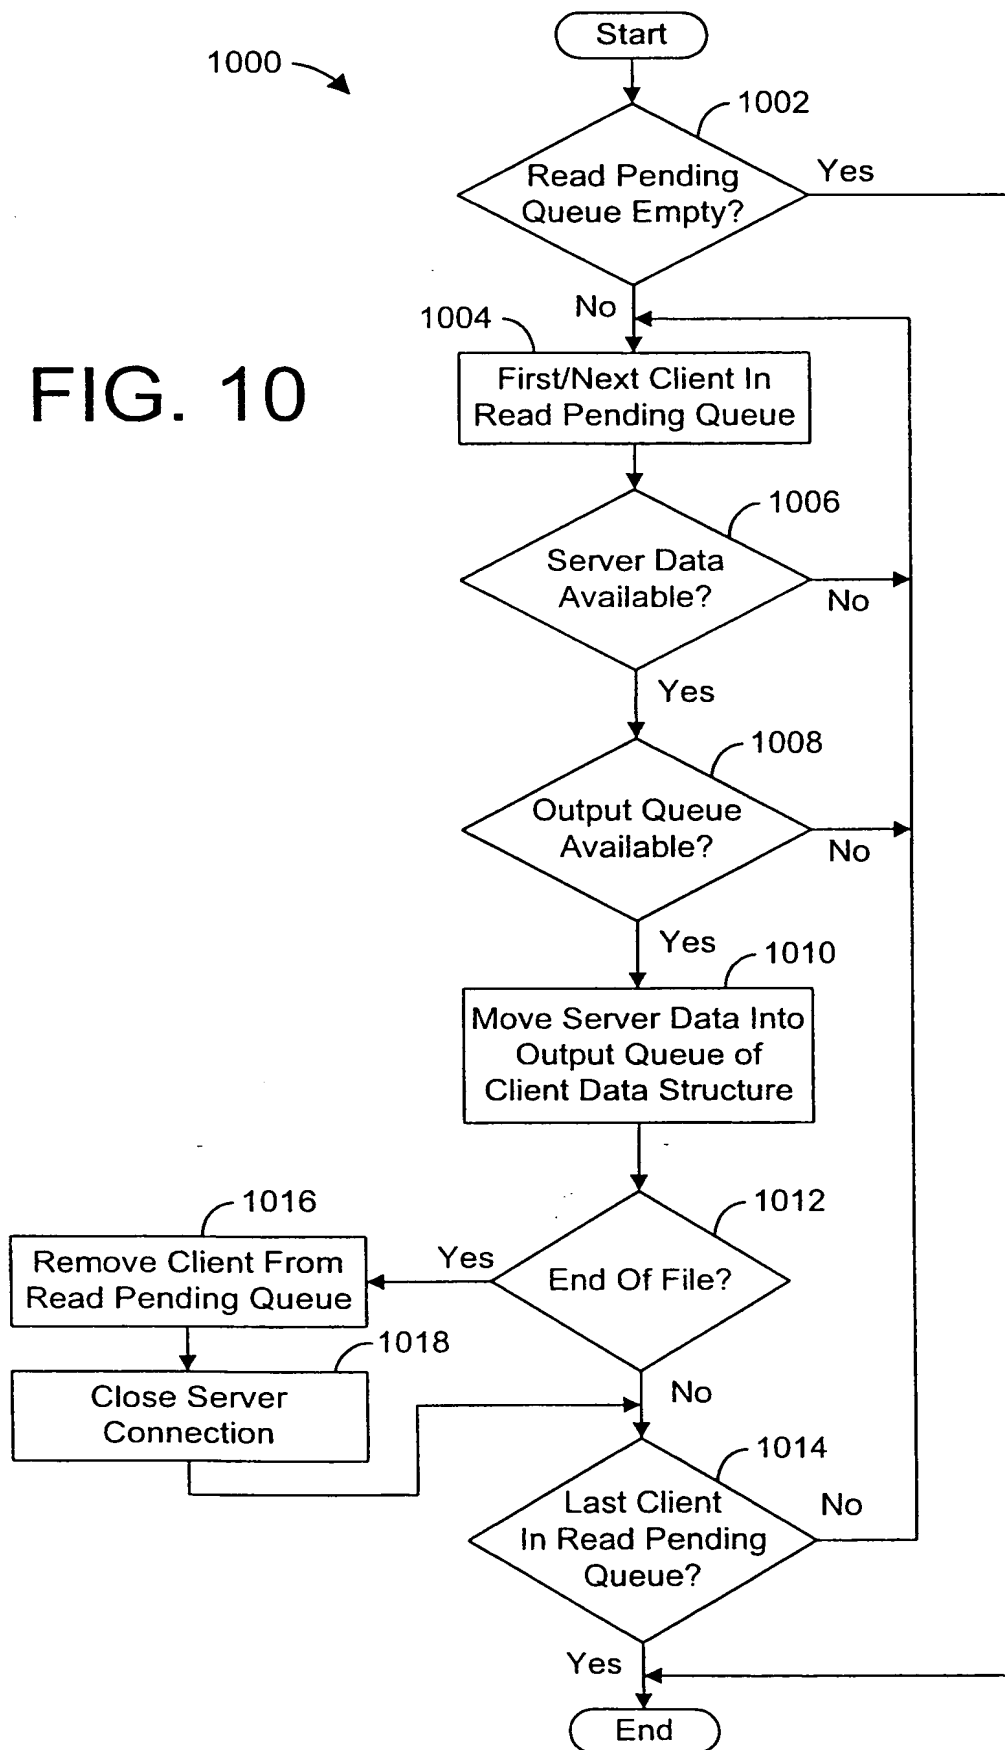 Start
1000
1002
Read Pending
Queue Empty?
Yes
No
1004
First/Next Client In
Read Pending Queue
FIG. 10
1006
Server Data
Available?
No
Yes
1008
Output Queue
Available?
No
Yes
1010
Move Server Data Into
Output Queue of
Client Data Structure
1012
End Of File?
Yes
1016
Remove Client From
Read Pending Queue
1018
Close Server
Connection
No
1014
Last Client
In Read Pending
Queue?
No
Yes
End